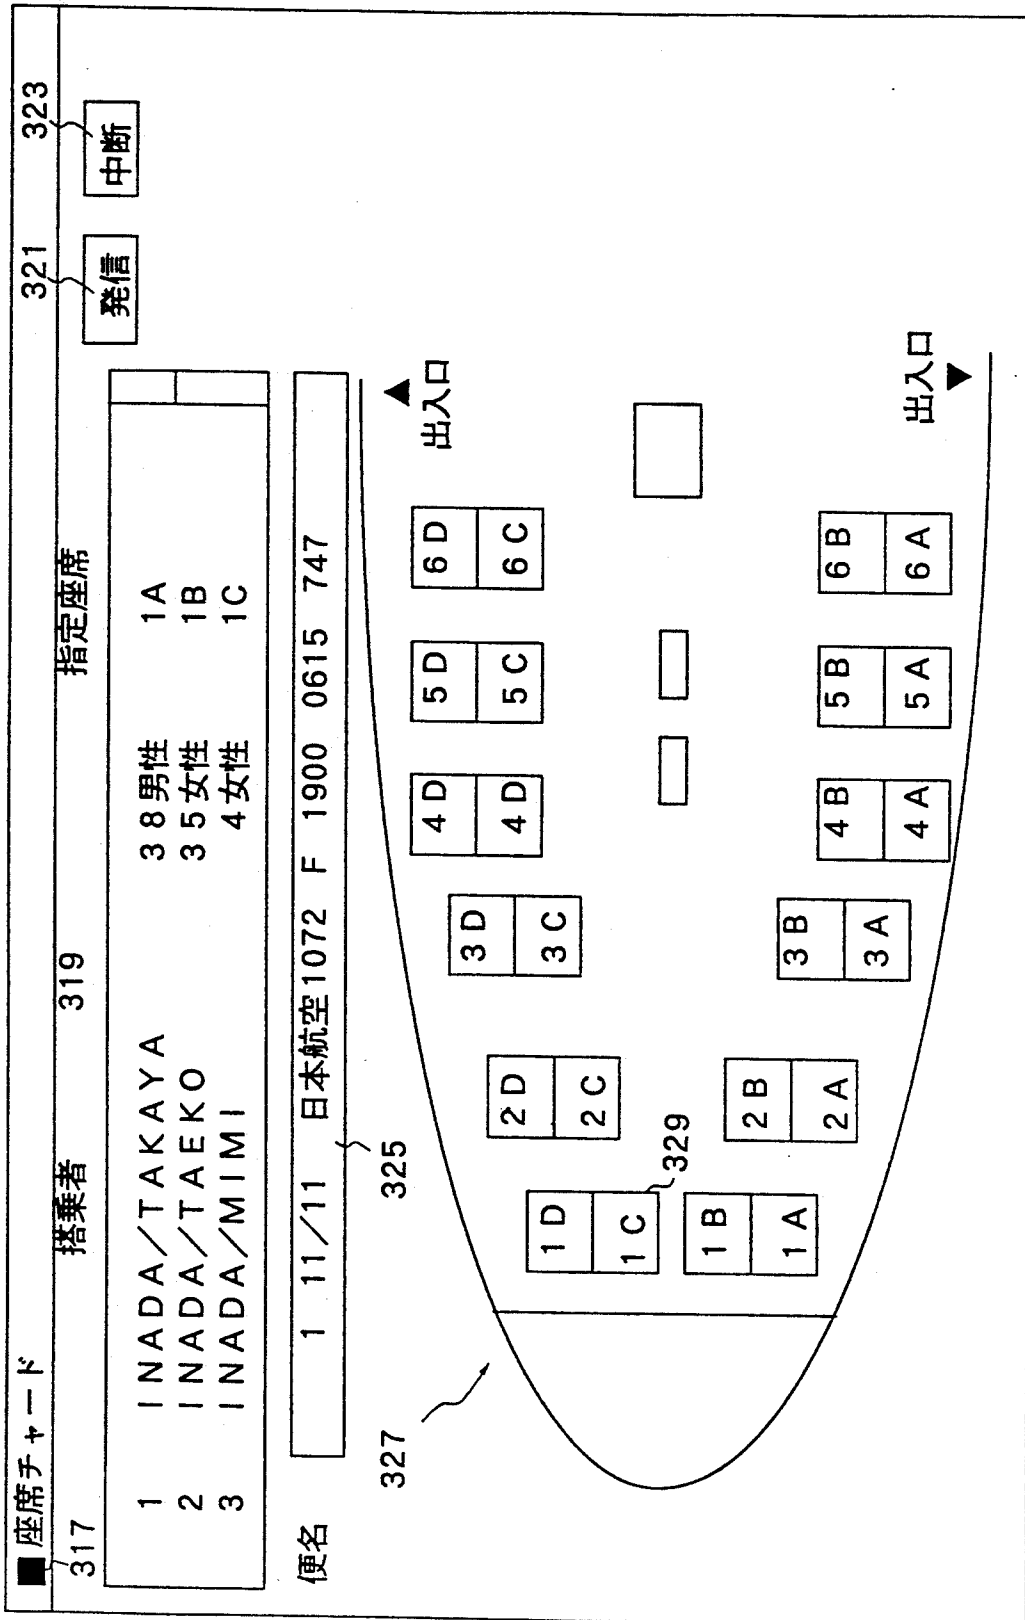 ■座席チャード
317
搭乗者
319
指定座席
321
発信
323
中断
1 INADA/TAKAYA 38男性 1A
2 INADA/TAEKO 35女性 1B
3 INADA/MIMI 4女性 1C
便名
1 11/11 日本航空1072 F 1900 0615 747
325
327
329
出入口
1D 2D 3D 4D 5D 6D
1C 2C 3C 4D 5C 6C
1B 2B 3B 4B 5B 6B
1A 2A 3A 4A 5A 6A
出入口